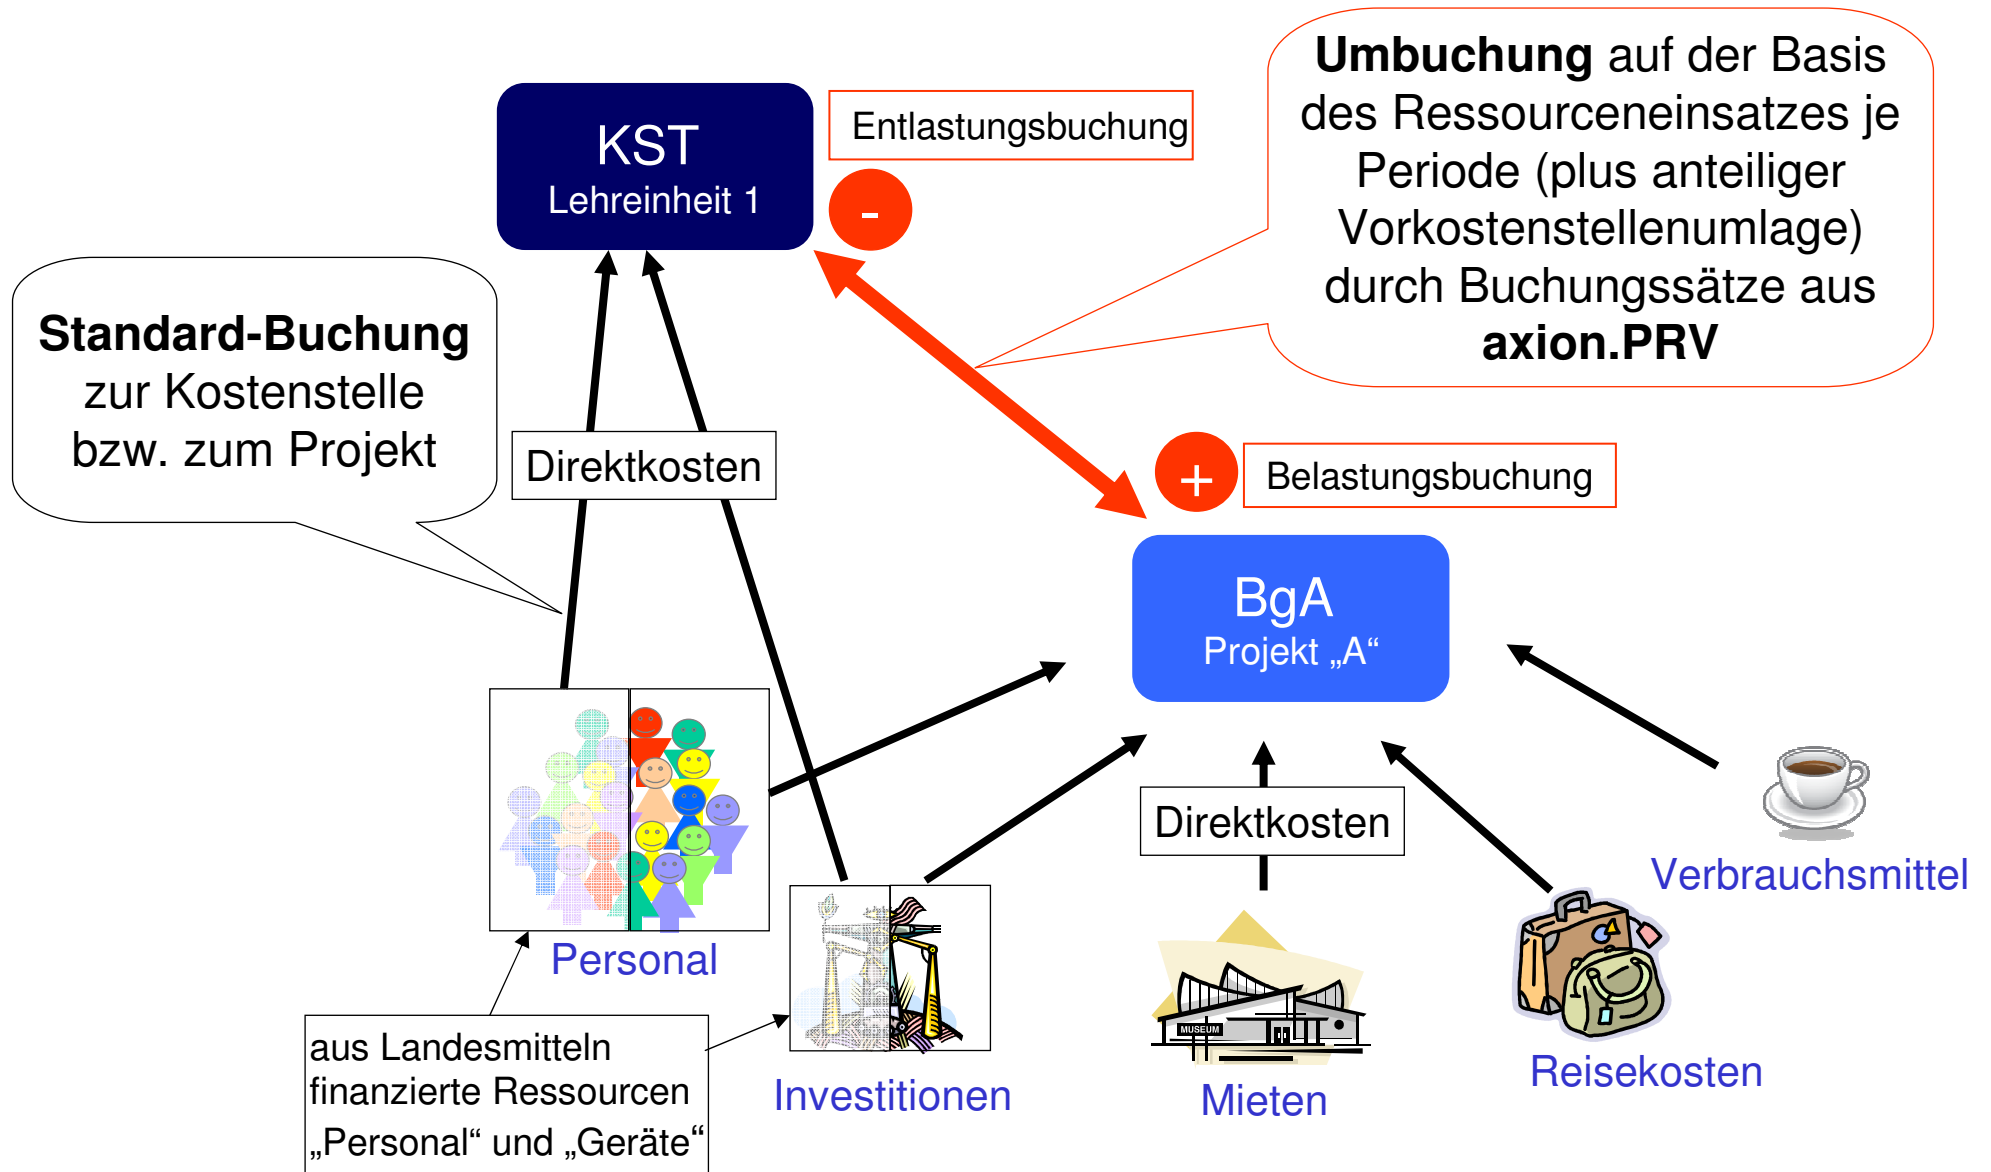 KST
Lehreinheit 1
Entlastungsbuchung
-
Umbuchung auf der Basis
des Ressourceneinsatzes je
Periode (plus anteiliger
Vorkostenstellenumlage)
durch Buchungssätze aus
axion.PRV
Standard-Buchung
zur Kostenstelle
bzw. zum Projekt
Direktkosten
+
Belastungsbuchung
BgA
Projekt „A“
Direktkosten
Verbrauchsmittel
Personal
MUSEUM
Reisekosten
Investitionen
Mieten
aus Landesmitteln
finanzierte Ressourcen
„Personal“ und „Geräte“